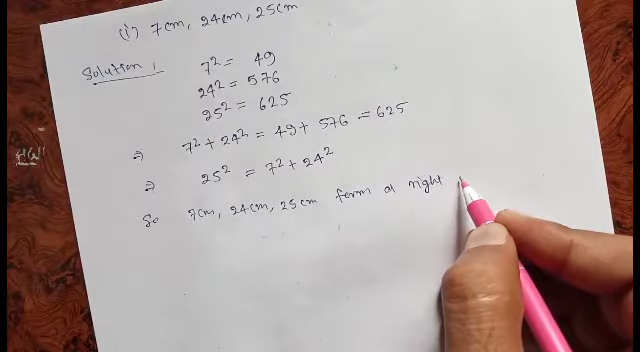 (i) 7cm, 24cm, 25cm
Solution:
7² = 49
24² = 576
25² = 625
⇒ 7² + 24² = 49 + 576 = 625
⇒ 25² = 7² + 24²
So 7cm, 24cm, 25cm form a right